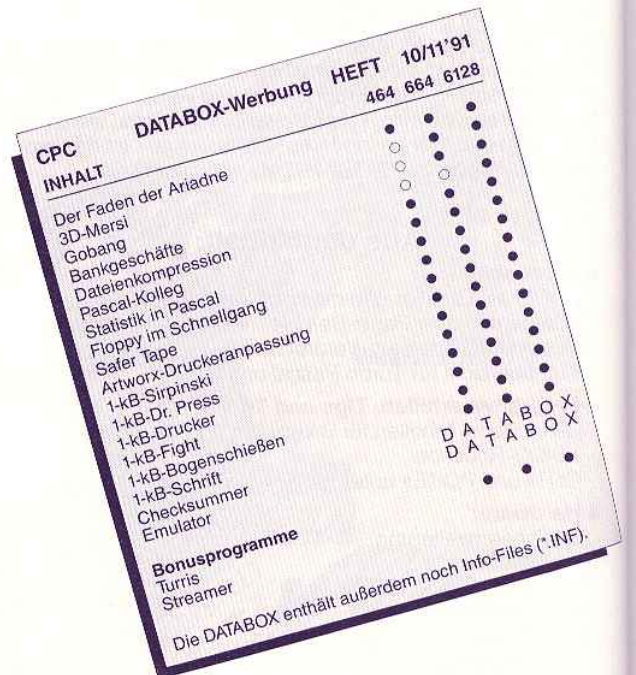 CPC DATABOX-Werbung HEFT 10/11'91
INHALT 464 664 6128
Der Faden der Ariadne
3D-Mersi
Gobang
Bankgeschäfte
Dateienkompression
Pascal-Kolleg
Statistik in Pascal
Floppy im Schnellgang
Safer Tape
Artworx-Druckeranpassung
1-kB-Sirpinski
1-kB-Dr. Press
1-kB-Drucker
1-kB-Fight
1-kB-Bogenschießen
1-kB-Schrift
Checksummer D A T A B O X
Emulator D A T A B O X
Bonusprogramme
Turris
Streamer
Die DATABOX enthält außerdem noch Info-Files (*.INF).